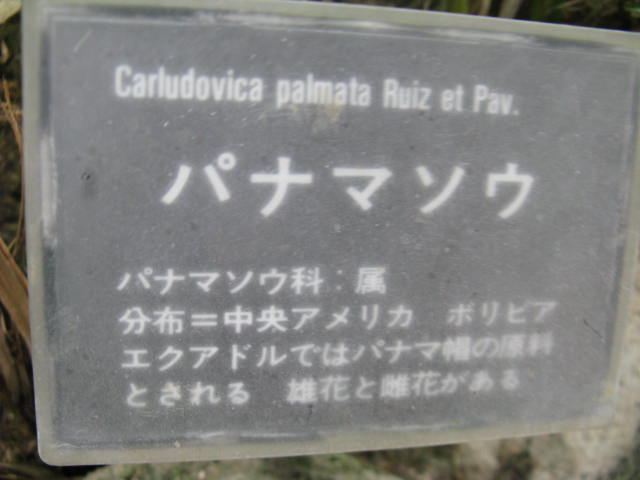 Carludovica palmata Ruiz et Pav.
パナマソウ
パナマソウ科：属
分布＝中央アメリカ　ボリビア
エクアドルではパナマ帽の原料
とされる　雄花と雌花がある